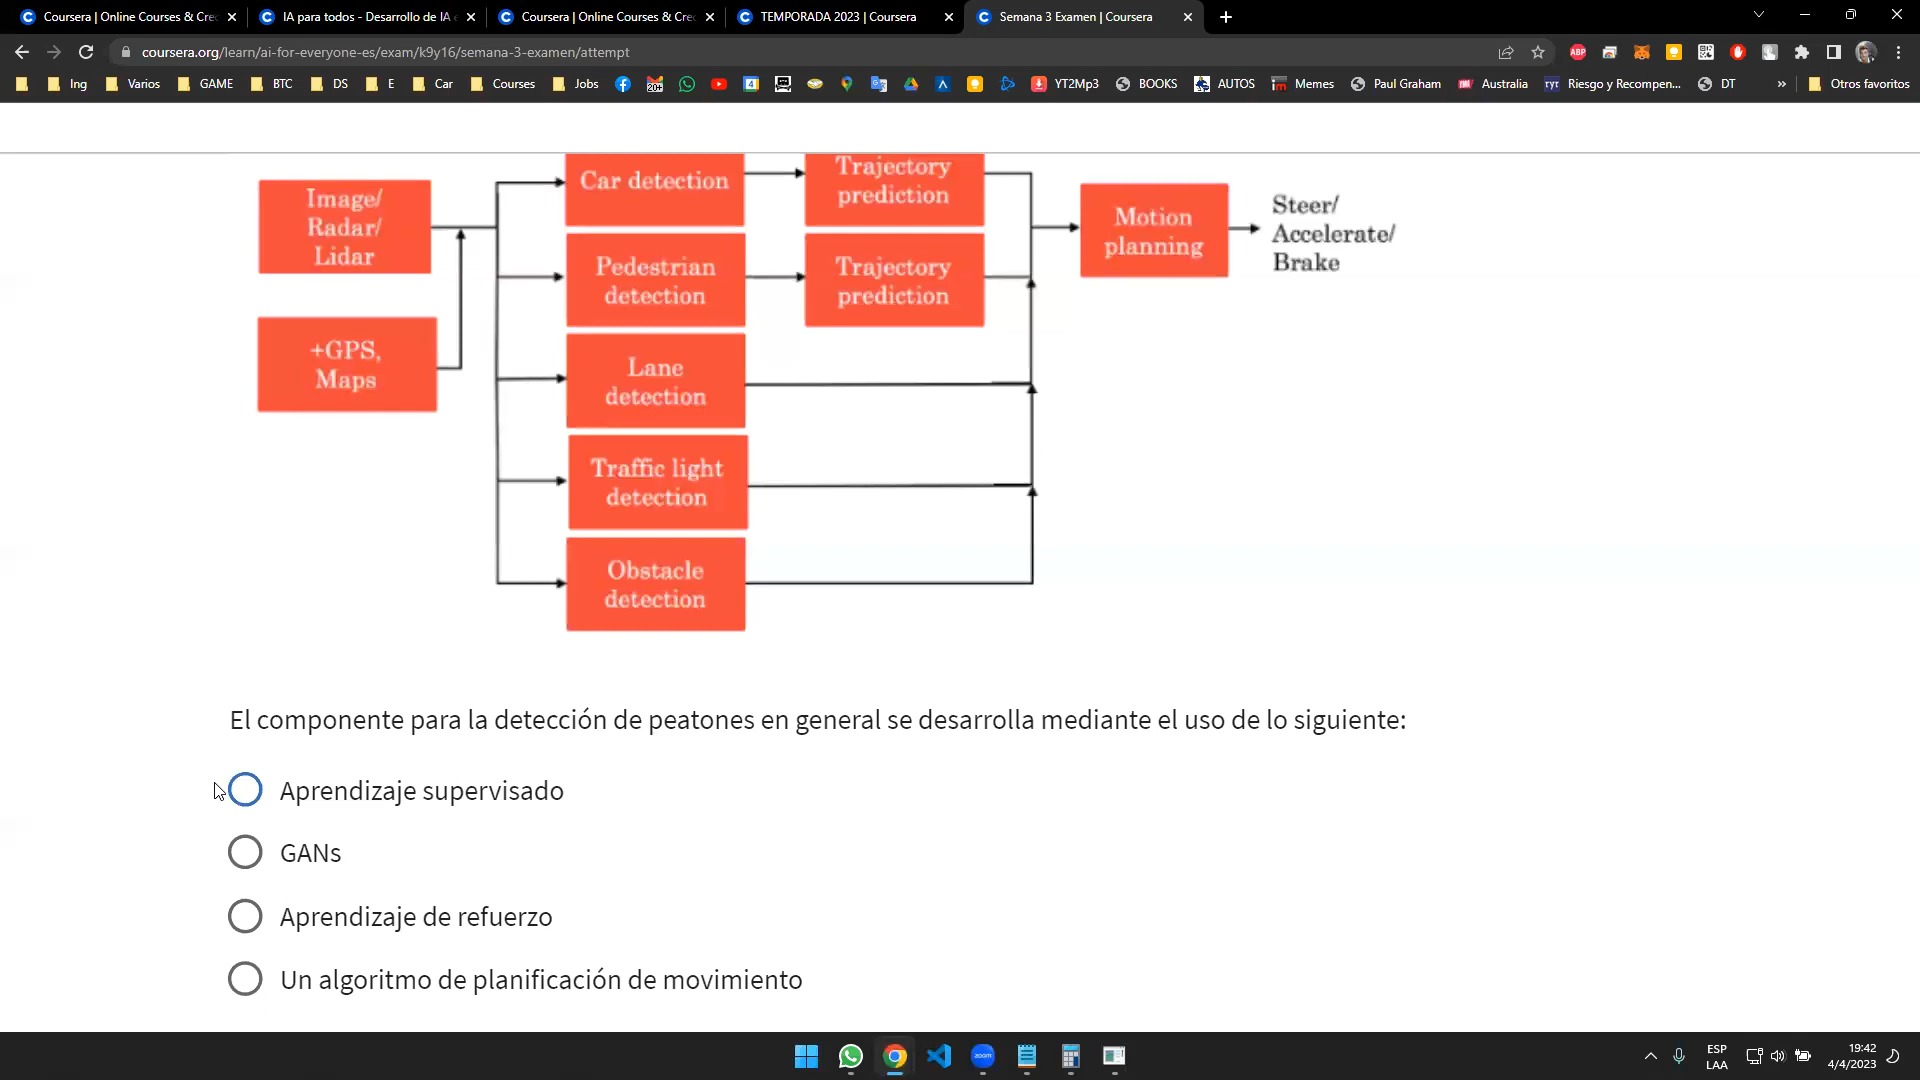 Coursera | Online Courses & Cre
IA para todos - Desarrollo de IA e
Coursera | Online Courses & Cre
TEMPORADA 2023 | Coursera
Semana 3 Examen | Coursera
coursera.org/learn/ai-for-everyone-es/exam/k9y16/semana-3-examen/attempt
ABP
Ing
Varios
GAME
BTC
DS
E
Car
Courses
Jobs
20+
4
YT2Mp3
BOOKS
AUTOS
Memes
Paul Graham
Australia
TYT
Riesgo y Recompen...
DT
»
Otros favoritos
Image/
Radar/
Lidar
+GPS,
Maps
Car detection
Trajectory
prediction
Pedestrian
detection
Trajectory
prediction
Lane
detection
Traffic light
detection
Obstacle
detection
Motion
planning
Steer/
Accelerate/
Brake
El componente para la detección de peatones en general se desarrolla mediante el uso de lo siguiente:
Aprendizaje supervisado
GANs
Aprendizaje de refuerzo
Un algoritmo de planificación de movimiento
zoom
ESP
LAA
19:42
4/4/2023